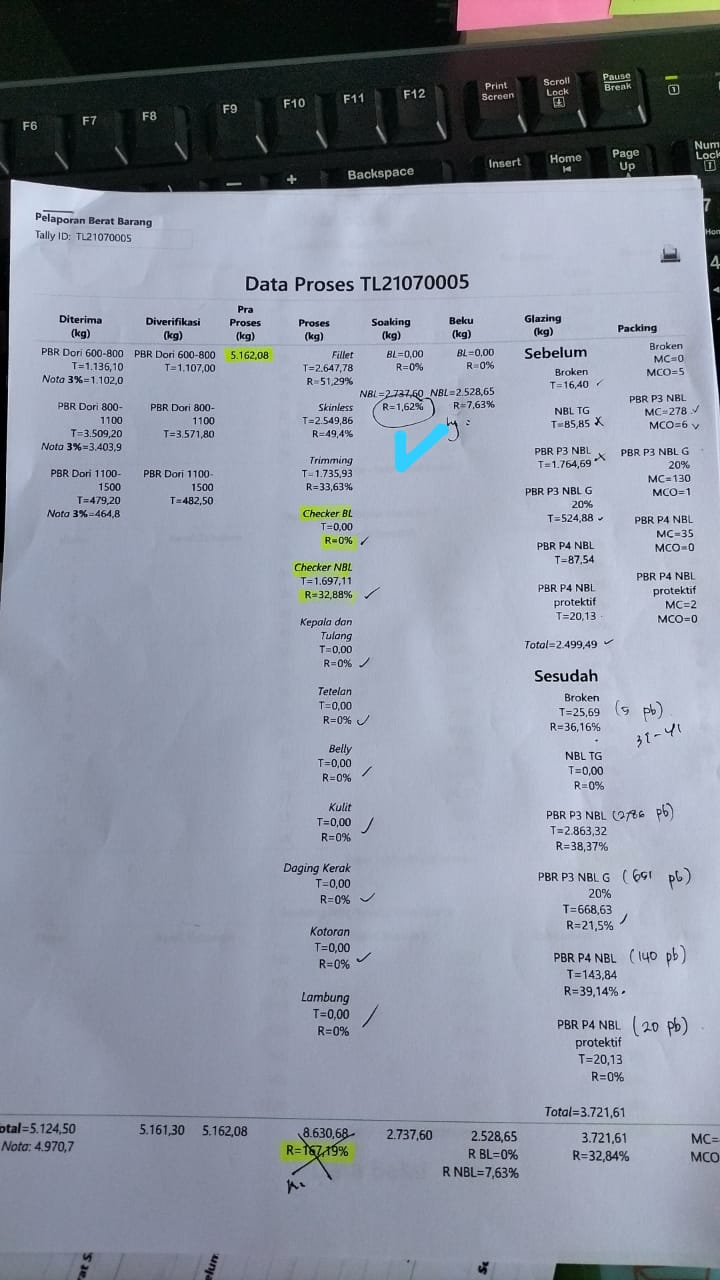 F6
F7
F8
F9
F10
F11
F12
Print
Screen
Scroll
Lock
Pause
Break
Backspace
Insert
Home
Page
Up
Num
Lock
7
4
Pelaporan Berat Barang
Tally ID: TL21070005
Data Proses TL21070005
Diterima
(kg)
PBR Dori 600-800
T=1.136,10
Nota 3%=1.102,0
PBR Dori 800-
1100
T=3.509,20
Nota 3%=3.403,9
PBR Dori 1100-
1500
T=479,20
Nota 3%=464,8
Diverifikasi
(kg)
PBR Dori 600-800
T=1.107,00
PBR Dori 800-
1100
T=3.571,80
PBR Dori 1100-
1500
T=482,50
Pra
Proses
(kg)
5.162,08
Proses
(kg)
Fillet
T=2.647,78
R=51,29%
Skinless
T=2.549,86
R=49,4%
Trimming
T=1.735,93
R=33,63%
Checker BL
T=0,00
R=0%
Checker NBL
T=1.697,11
R=32,88%
Kepala dan
Tulang
T=0,00
R=0%
Tetelan
T=0,00
R=0%
Belly
T=0,00
R=0%
Kulit
T=0,00
R=0%
Daging Kerak
T=0,00
R=0%
Kotoran
T=0,00
R=0%
Lambung
T=0,00
R=0%
Soaking
(kg)
BL=0,00
R=0%
NBL=2.737,60
R=1,62%
Beku
(kg)
BL=0,00
R=0%
NBL=2.528,65
R=7,63%
Glazing
(kg)
Sebelum
Broken
T=16,40
NBL TG
T=85,85
PBR P3 NBL
T=1.764,69
PBR P3 NBL G
20%
T=524,88
PBR P4 NBL
T=87,54
PBR P4 NBL
protektif
T=20,13
Total=2.499,49
Sesudah
Broken
T=25,69 (5 pb)
R=36,16%
NBL TG
T=0,00
R=0%
PBR P3 NBL (2786 pb)
T=2.863,32
R=38,37%
PBR P3 NBL G (651 pb)
20%
T=668,63
R=21,5%
PBR P4 NBL (140 pb)
T=143,84
R=39,14%
PBR P4 NBL (20 pb)
protektif
T=20,13
R=0%
Total=3.721,61
Packing
Broken
MC=0
MCO=5
PBR P3 NBL
MC=278
MCO=6
PBR P3 NBL G
20%
MC=130
MCO=1
PBR P4 NBL
MC=35
MCO=0
PBR P4 NBL
protektif
MC=2
MCO=0
otal=5.124,50
Nota: 4.970,7
5.161,30
5.162,08
8.630,68
R=167,19%
2.737,60
2.528,65
R BL=0%
R NBL=7,63%
3.721,61
R=32,84%
MC=
MCO